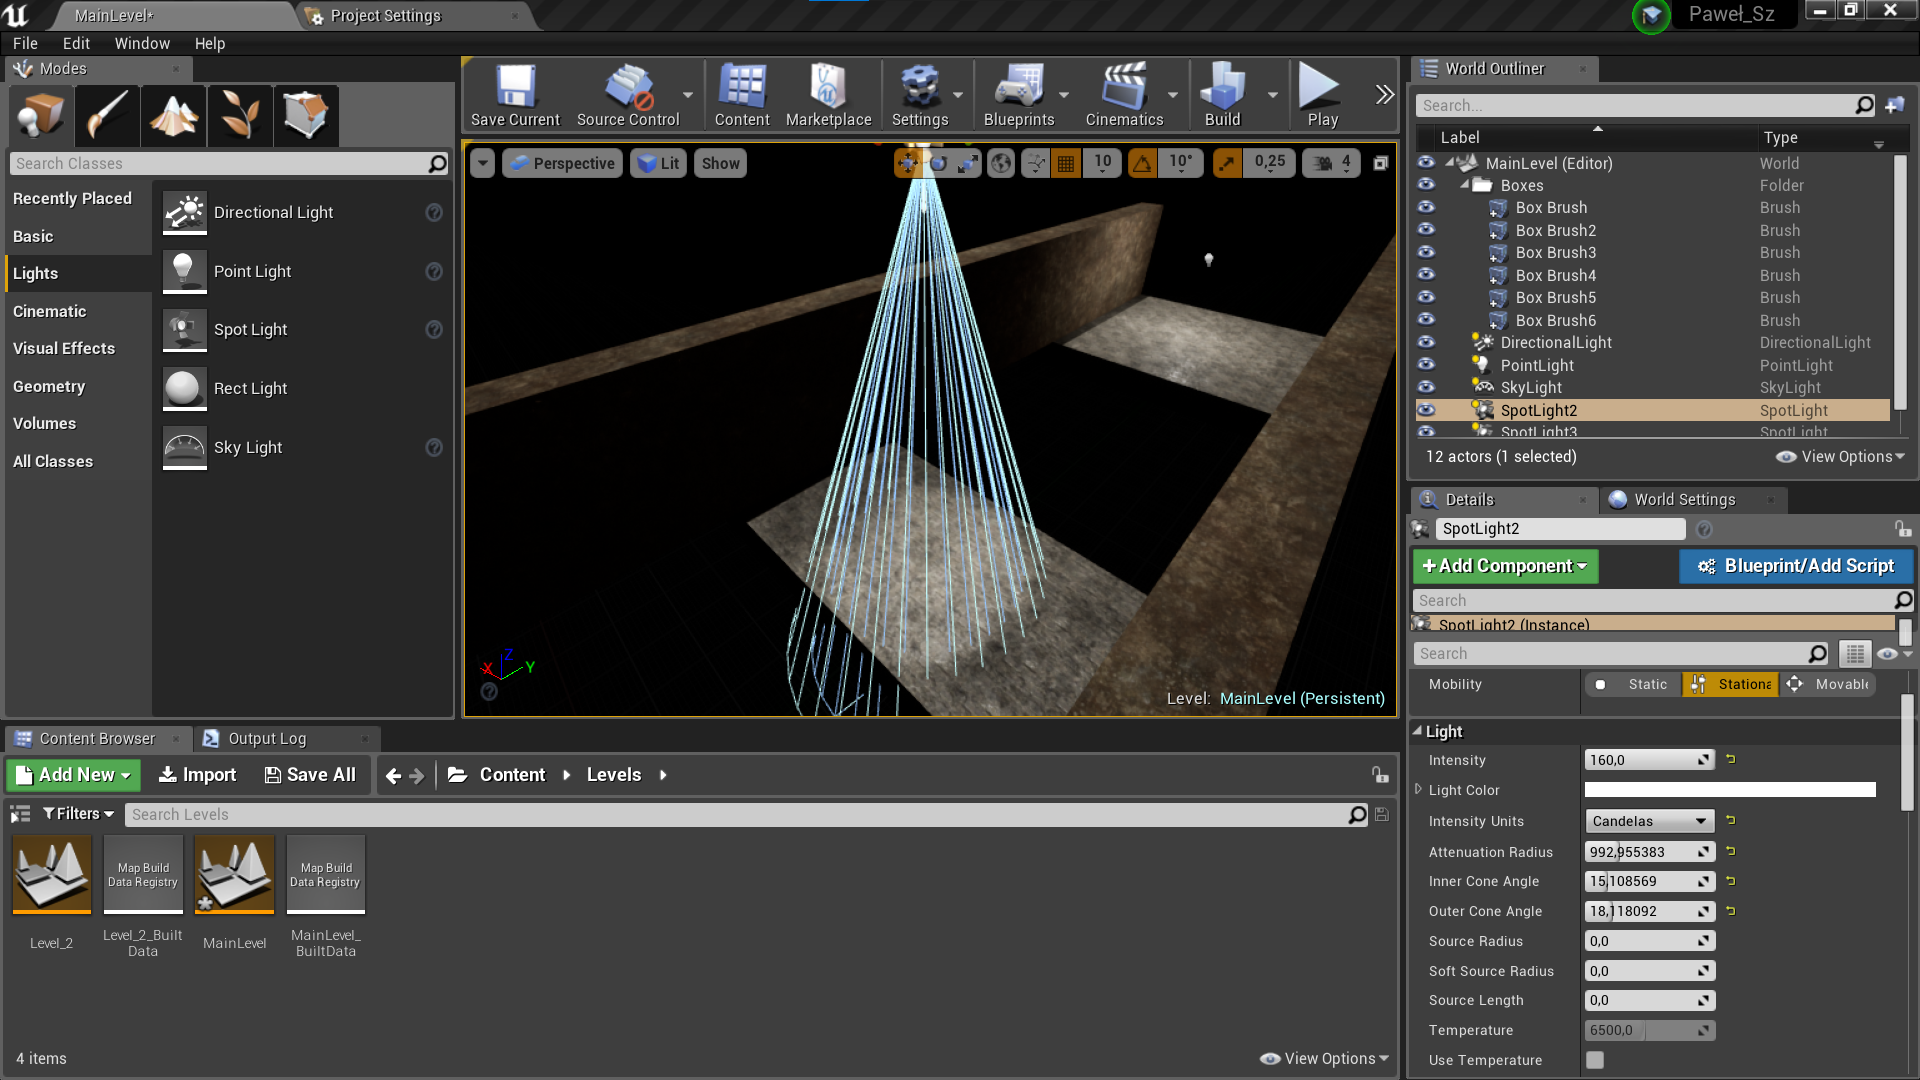 MainLevel*
Project Settings
Paweł_Sz
File
Edit
Window
Help
Modes
Search Classes
Recently Placed
Basic
Lights
Cinematic
Visual Effects
Geometry
Volumes
All Classes
Directional Light
Point Light
Spot Light
Rect Light
Sky Light
Save Current
Source Control
Content
Marketplace
Settings
Blueprints
Cinematics
Build
Play
Perspective
Lit
Show
10
10°
0,25
4
X
Z
Y
Level: MainLevel (Persistent)
World Outliner
Search...
Label
Type
MainLevel (Editor) World
Boxes Folder
Box Brush Brush
Box Brush2 Brush
Box Brush3 Brush
Box Brush4 Brush
Box Brush5 Brush
Box Brush6 Brush
DirectionalLight DirectionalLight
PointLight PointLight
SkyLight SkyLight
SpotLight2 SpotLight
SpotLight3 SpotLight
12 actors (1 selected)
View Options
Details
World Settings
SpotLight2
+Add Component
Blueprint/Add Script
Search
SpotLight2 (Instance)
Search
Mobility
Static
Stationa
Movable
Light
Intensity 160,0
Light Color
Intensity Units Candelas
Attenuation Radius 992,955383
Inner Cone Angle 15,108569
Outer Cone Angle 18,118092
Source Radius 0,0
Soft Source Radius 0,0
Source Length 0,0
Temperature 6500,0
Use Temperature
Content Browser
Output Log
Add New
Import
Save All
Content
Levels
Filters
Search Levels
Level_2
Map Build
Data Registry
Level_2_Built
Data
MainLevel
Map Build
Data Registry
MainLevel_
BuiltData
4 items
View Options